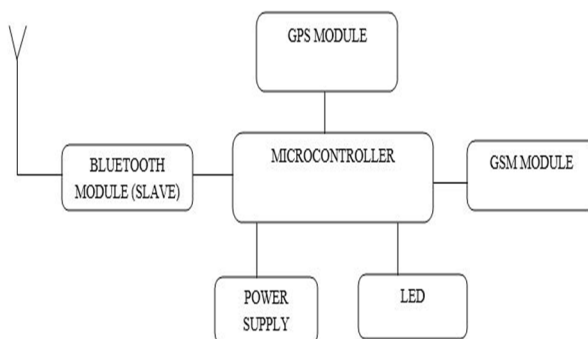 GPS MODULE
MICROCONTROLLER
BLUETOOTH
MODULE (SLAVE)
GSM MODULE
POWER
SUPPLY
LED